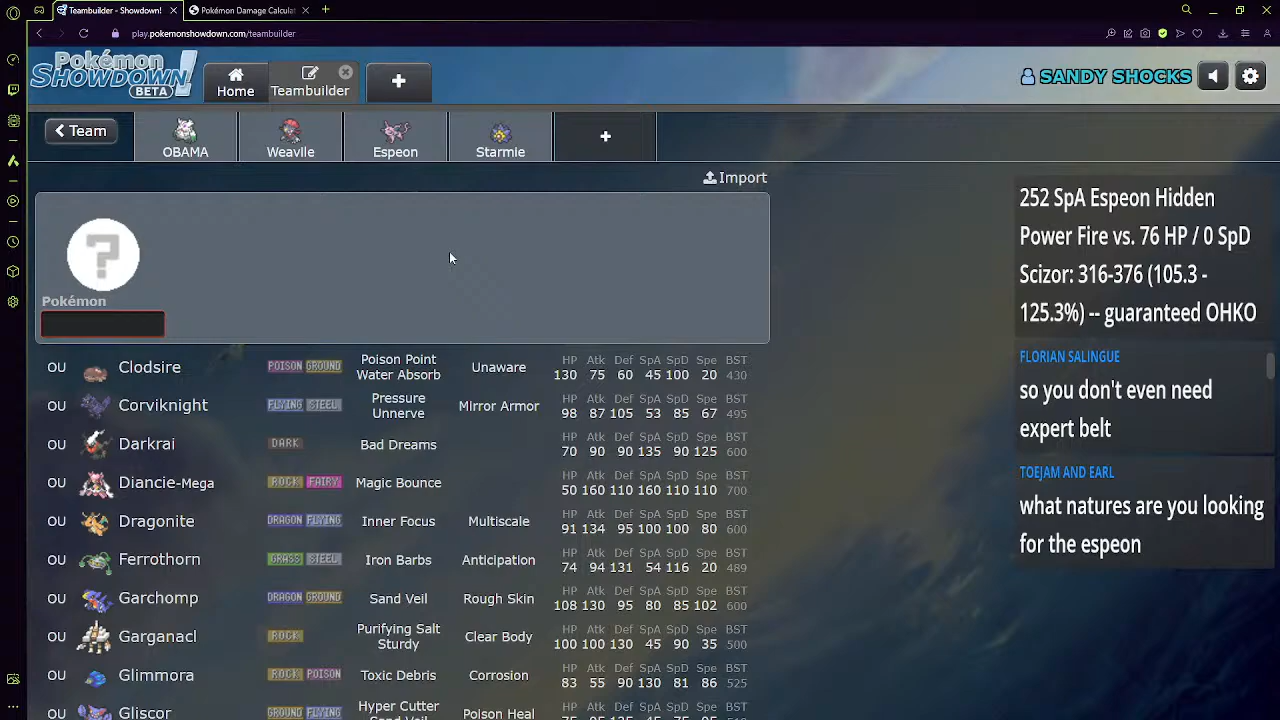 Teambuilder - Showdown!
Pokémon Damage Calculat
play.pokemonshowdown.com/teambuilder
Pokémon
SHOWDOWN!
BETA
Home
Teambuilder
SANDY SHOCKS
Team
OBAMA
Weavile
Espeon
Starmie
Import
Pokémon
OU Clodsire POISON GROUND Poison Point Water Absorb Unaware HP 130 Atk 75 Def 60 SpA 45 SpD 100 Spe 20 BST 430
OU Corviknight FLYING STEEL Pressure Unnerve Mirror Armor HP 98 Atk 87 Def 105 SpA 53 SpD 85 Spe 67 BST 495
OU Darkrai DARK Bad Dreams HP 70 Atk 90 Def 90 SpA 135 SpD 90 Spe 125 BST 600
OU Diancie-Mega ROCK FAIRY Magic Bounce HP 50 Atk 160 Def 110 SpA 160 SpD 110 Spe 110 BST 700
OU Dragonite DRAGON FLYING Inner Focus Multiscale HP 91 Atk 134 Def 95 SpA 100 SpD 100 Spe 80 BST 600
OU Ferrothorn GRASS STEEL Iron Barbs Anticipation HP 74 Atk 94 Def 131 SpA 54 SpD 116 Spe 20 BST 489
OU Garchomp DRAGON GROUND Sand Veil Rough Skin HP 108 Atk 130 Def 95 SpA 80 SpD 85 Spe 102 BST 600
OU Garganacl ROCK Purifying Salt Sturdy Clear Body HP 100 Atk 100 Def 130 SpA 45 SpD 90 Spe 35 BST 500
OU Glimmora ROCK POISON Toxic Debris Corrosion HP 83 Atk 55 Def 90 SpA 130 SpD 81 Spe 86 BST 525
OU Gliscor GROUND FLYING Hyper Cutter Poison Heal HP Atk Def SpA SpD Spe BST
252 SpA Espeon Hidden
Power Fire vs. 76 HP / 0 SpD
Scizor: 316-376 (105.3 -
125.3%) -- guaranteed OHKO
FLORIAN SALINGUE
so you don't even need
expert belt
TOEJAM AND EARL
what natures are you looking
for the espeon